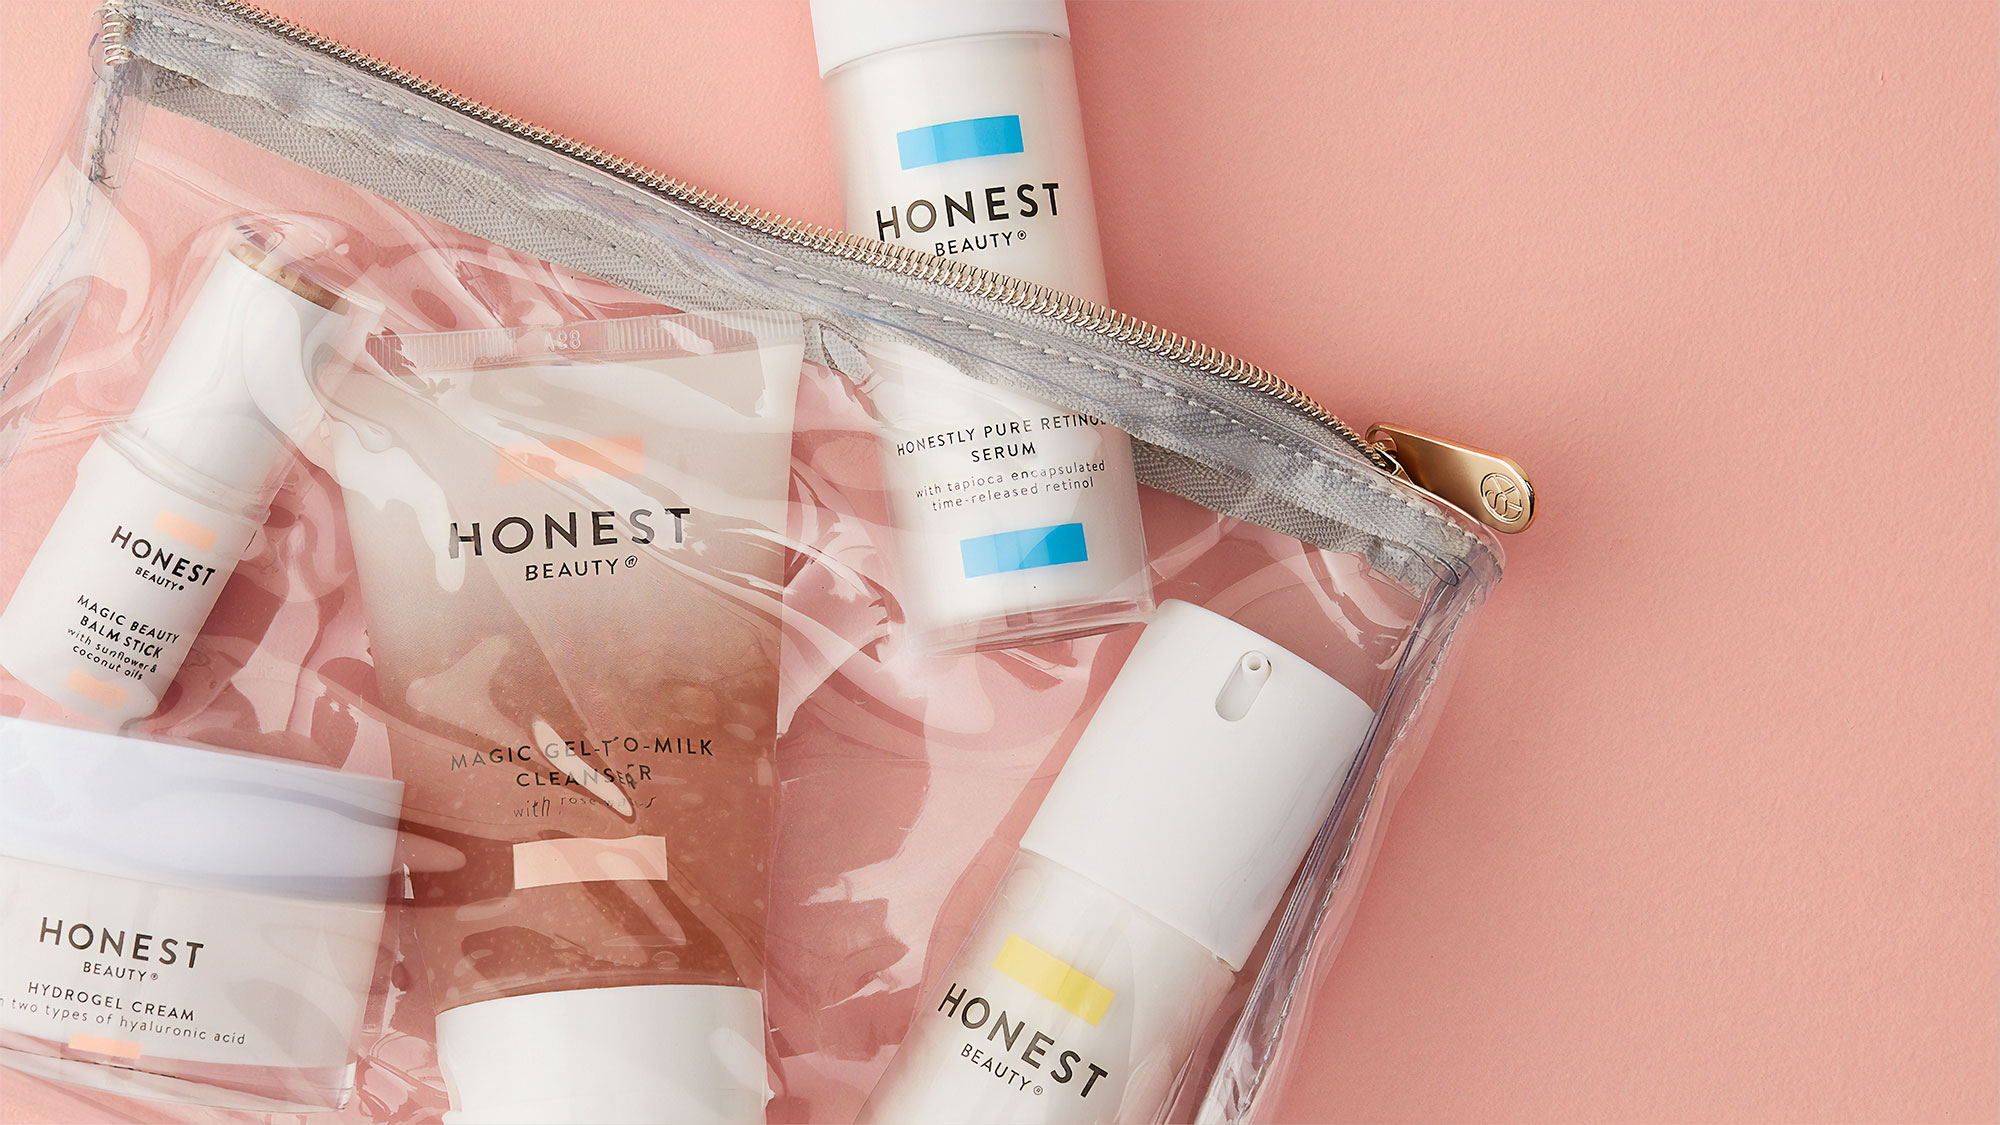 HONEST
BEAUTY®
HONESTLY PURE RETINOL
SERUM
with tapioca encapsulated
time-released retinol
HONEST
BEAUTY®
MAGIC BEAUTY
BALM STICK
with sunflower &
coconut oils
HONEST
BEAUTY®
MAGIC GEL-TO-MILK
CLEANSER
with rose
HONEST
BEAUTY®
HYDROGEL CREAM
two types of hyaluronic acid
HONEST
BEAUTY®